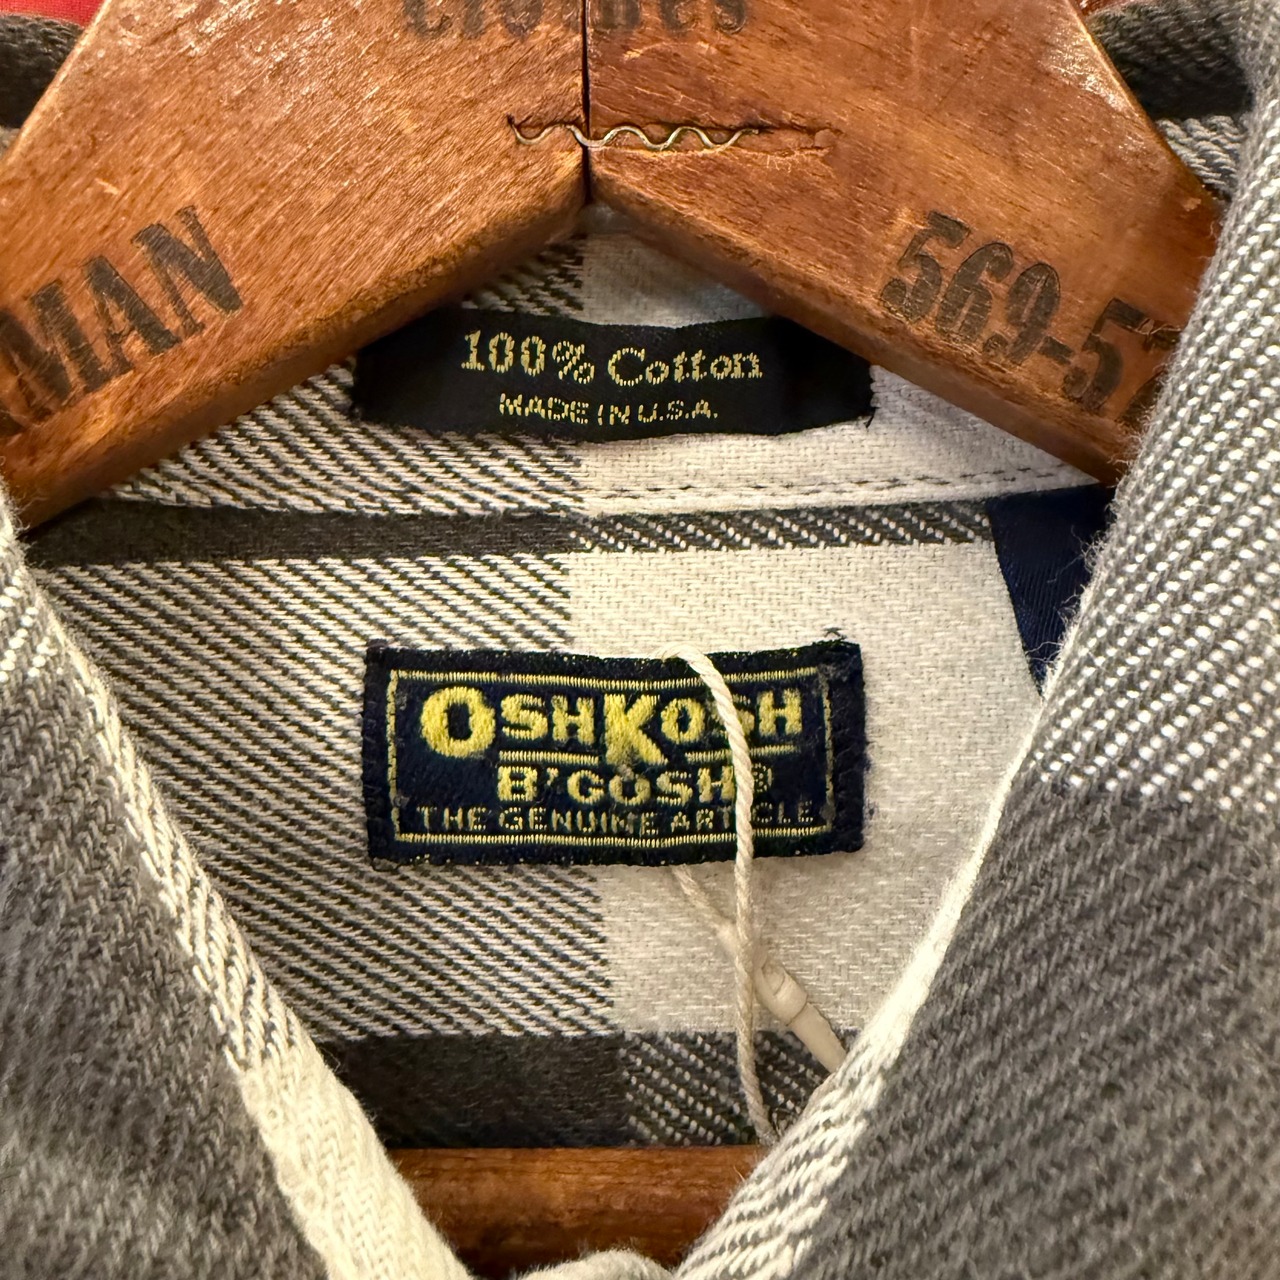 Clothes
MAN
569-5
100% Cotton
MADE IN U.S.A.
OSHKOSH
B'GOSH®
THE GENUINE ARTICLE